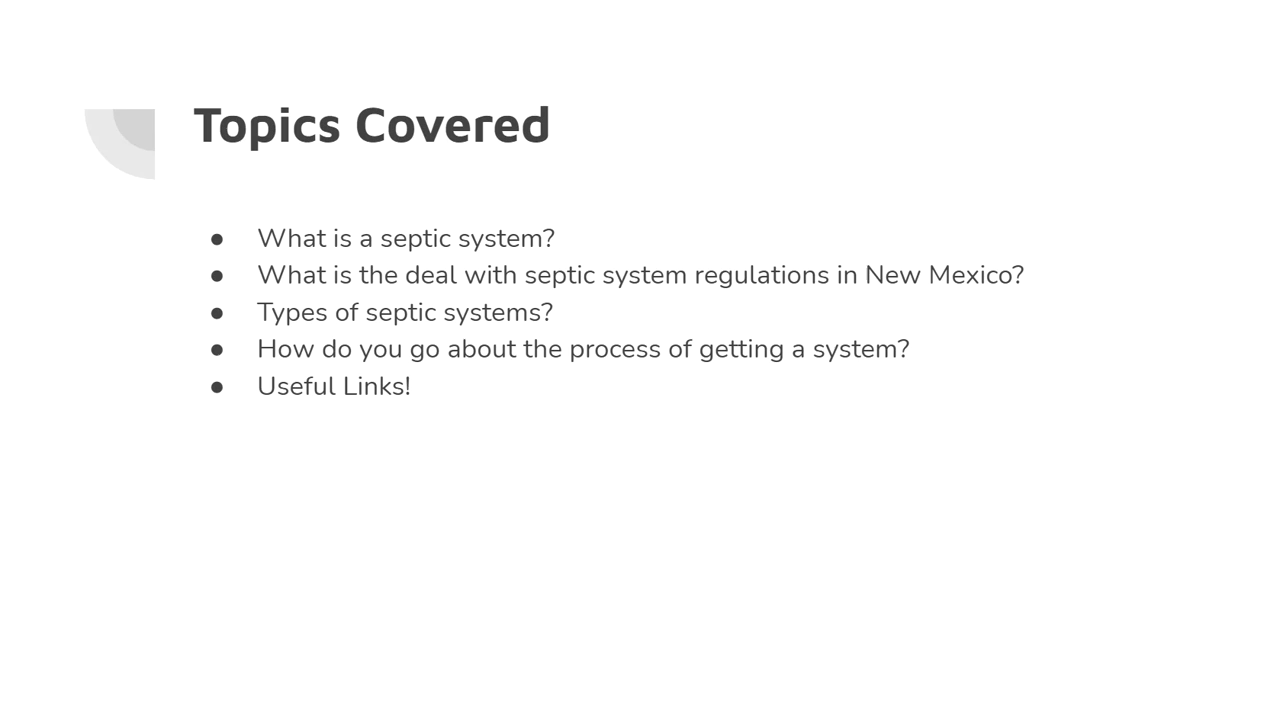 Topics Covered
● What is a septic system?
● What is the deal with septic system regulations in New Mexico?
● Types of septic systems?
● How do you go about the process of getting a system?
● Useful Links!